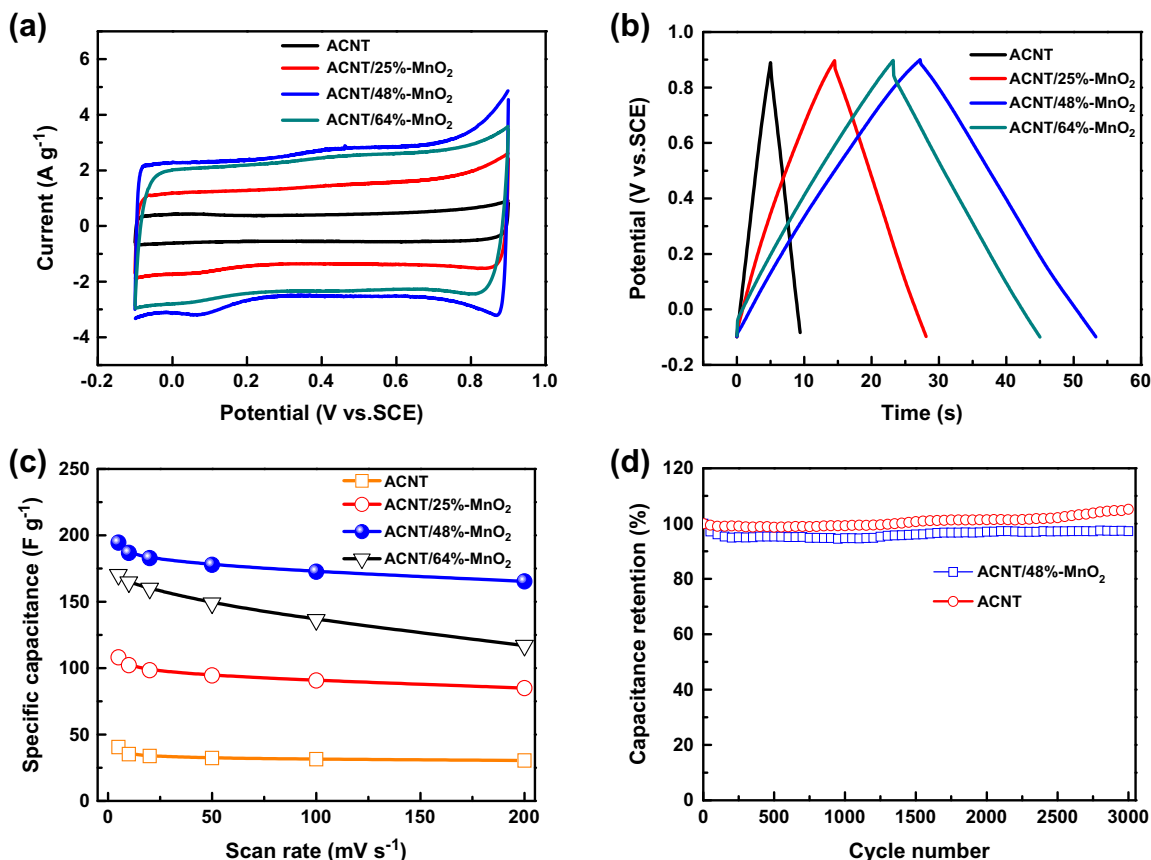 (a)
ACNT
ACNT/25%-MnO₂
ACNT/48%-MnO₂
ACNT/64%-MnO₂
6
4
2
0
-2
-4
Current (A g⁻¹)
-0.2
0.0
0.2
0.4
0.6
0.8
1.0
Potential (V vs.SCE)
(b)
ACNT
ACNT/25%-MnO₂
ACNT/48%-MnO₂
ACNT/64%-MnO₂
1.0
0.8
0.6
0.4
0.2
0.0
-0.2
Potential (V vs.SCE)
0
10
20
30
40
50
60
Time (s)
(c)
ACNT
ACNT/25%-MnO₂
ACNT/48%-MnO₂
ACNT/64%-MnO₂
250
225
200
175
150
125
100
75
50
25
0
Specific capacitance (F g⁻¹)
0
50
100
150
200
Scan rate (mV s⁻¹)
(d)
120
100
80
60
40
20
0
Capacitance retention (%)
ACNT/48%-MnO₂
ACNT
0
500
1000
1500
2000
2500
3000
Cycle number